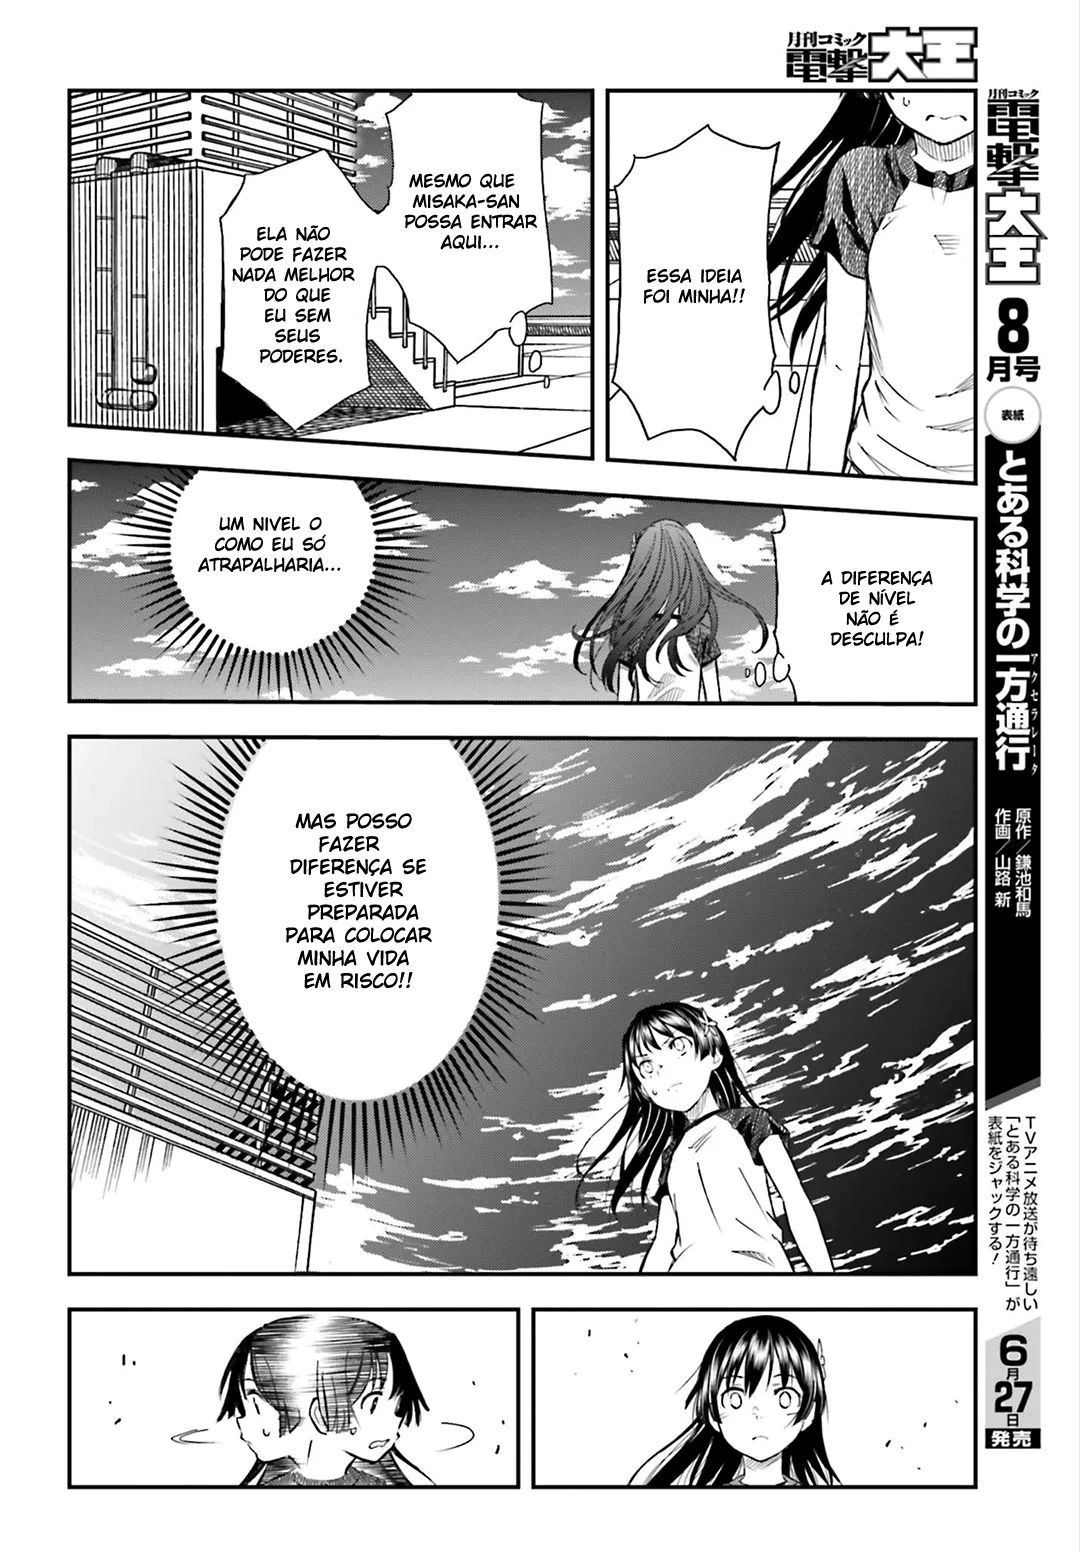 月刊コミック
電撃大王
ESSA IDEIA
FOI MINHA!!
MESMO QUE
MISAKA-SAN
POSSA ENTRAR
AQUI...
ELA NÃO
PODE FAZER
NADA MELHOR
DO QUE
EU SEM
SEUS
PODERES.
A DIFERENÇA
DE NÍVEL
NÃO É
DESCULPA!
UM NIVEL 0
COMO EU SÓ
ATRAPALHARIA...
MAS POSSO
FAZER
DIFERENÇA SE
ESTIVER
PREPARADA
PARA COLOCAR
MINHA VIDA
EM RISCO!!
月刊コミック
電撃大王
8
月号
表紙
とある科学の一方通行
アクセラレータ
原作/鎌池和馬
作画/山路 新
TVアニメ放送が待ち遠しい
「とある科学の一方通行」が
表紙をジャックする!
6月
27日
発売